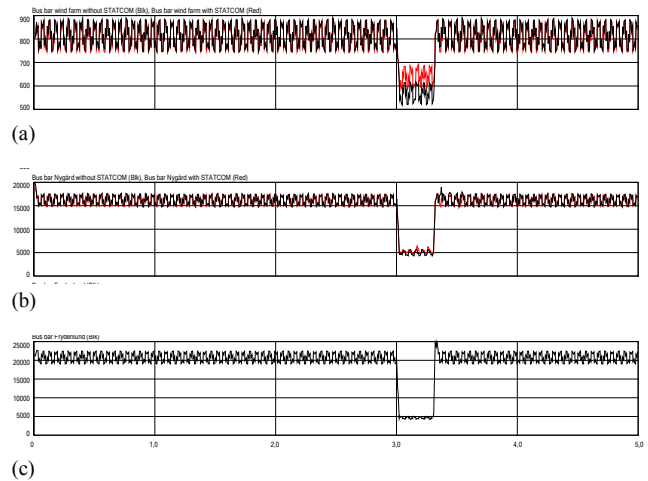 Bus bar wind farm without STATCOM (Blk), Bus bar wind farm with STATCOM (Red)
900
800
700
600
500
(a)
Bus bar Nygård without STATCOM (Blk), Bus bar Nygård with STATCOM (Red)
20000
15000
10000
5000
0
(b)
Bus bar Frydenlund (Blk)
25000
20000
15000
10000
5000
0
0 1,0 2,0 3,0 4,0 5,0
(c)